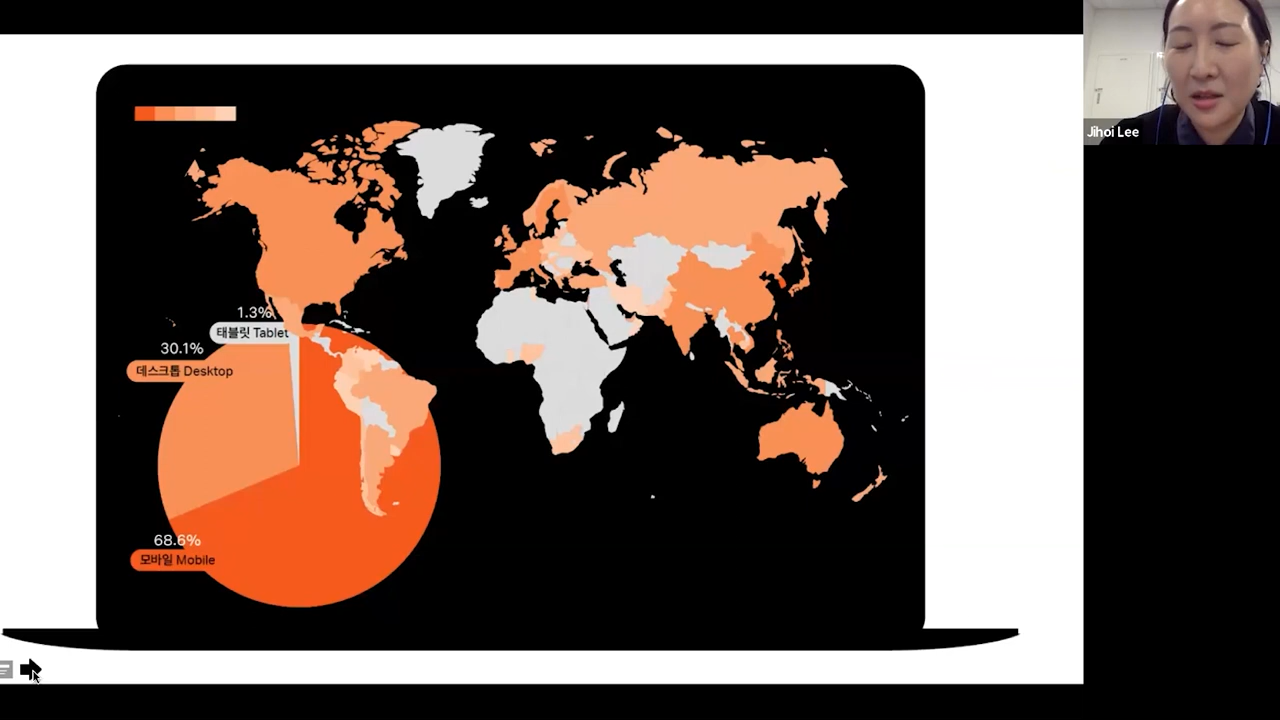 Jihoi Lee
1.3%
태블릿 Tablet
30.1%
데스크톱 Desktop
68.6%
모바일 Mobile